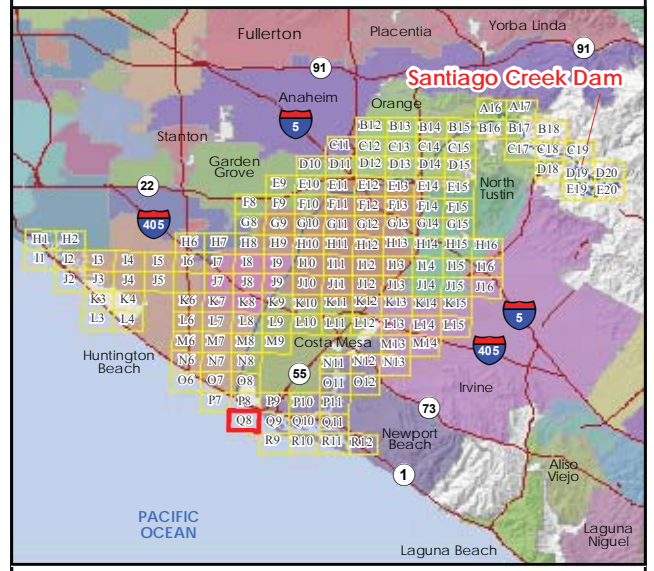 Yorba Linda
Placentia
Fullerton
91
91
Santiago Creek Dam
Anaheim
Orange
A16 A17
5
B12 B13 B14 B15 B16 B17 B18
Stanton
C11 C12 C13 C14 C15 C17 C18 C19
Garden
Grove
D10 D11 D12 D13 D14 D15 D18 D19 D20
22
E9 E10 E11 E12 E13 E14 E15 E19 E20
North
Tustin
F8 F9 F10 F11 F12 F13 F14 F15
405
G8 G9 G10 G11 G12 G13 G14 G15
H1 H2 H6 H7 H8 H9 H10 H11 H12 H13 H14 H15 H16
I1 I2 I3 I4 I5 I6 I7 I8 I9 I10 I11 I12 I13 I14 I15 I16
J2 J3 J4 J5 J7 J8 J9 J10 J11 J12 J13 J14 J15 J16
K3 K4 K6 K7 K8 K9 K10 K11 K12 K13 K14 K15
5
L3 L4 L6 L7 L8 L9 L10 L11 L12 L13 L14 L15
M6 M7 M8 M9 Costa Mesa M13 M14
405
Huntington
Beach
N6 N7 N8 N11 N12 N13
55
O6 O7 O8 O11 O12
Irvine
P7 P8 P9 P10 P11
73
Q8 Q9 Q10 Q11
Newport
Beach
R9 R10 R11 R12
1
Aliso
Viejo
PACIFIC
OCEAN
Laguna
Niguel
Laguna Beach